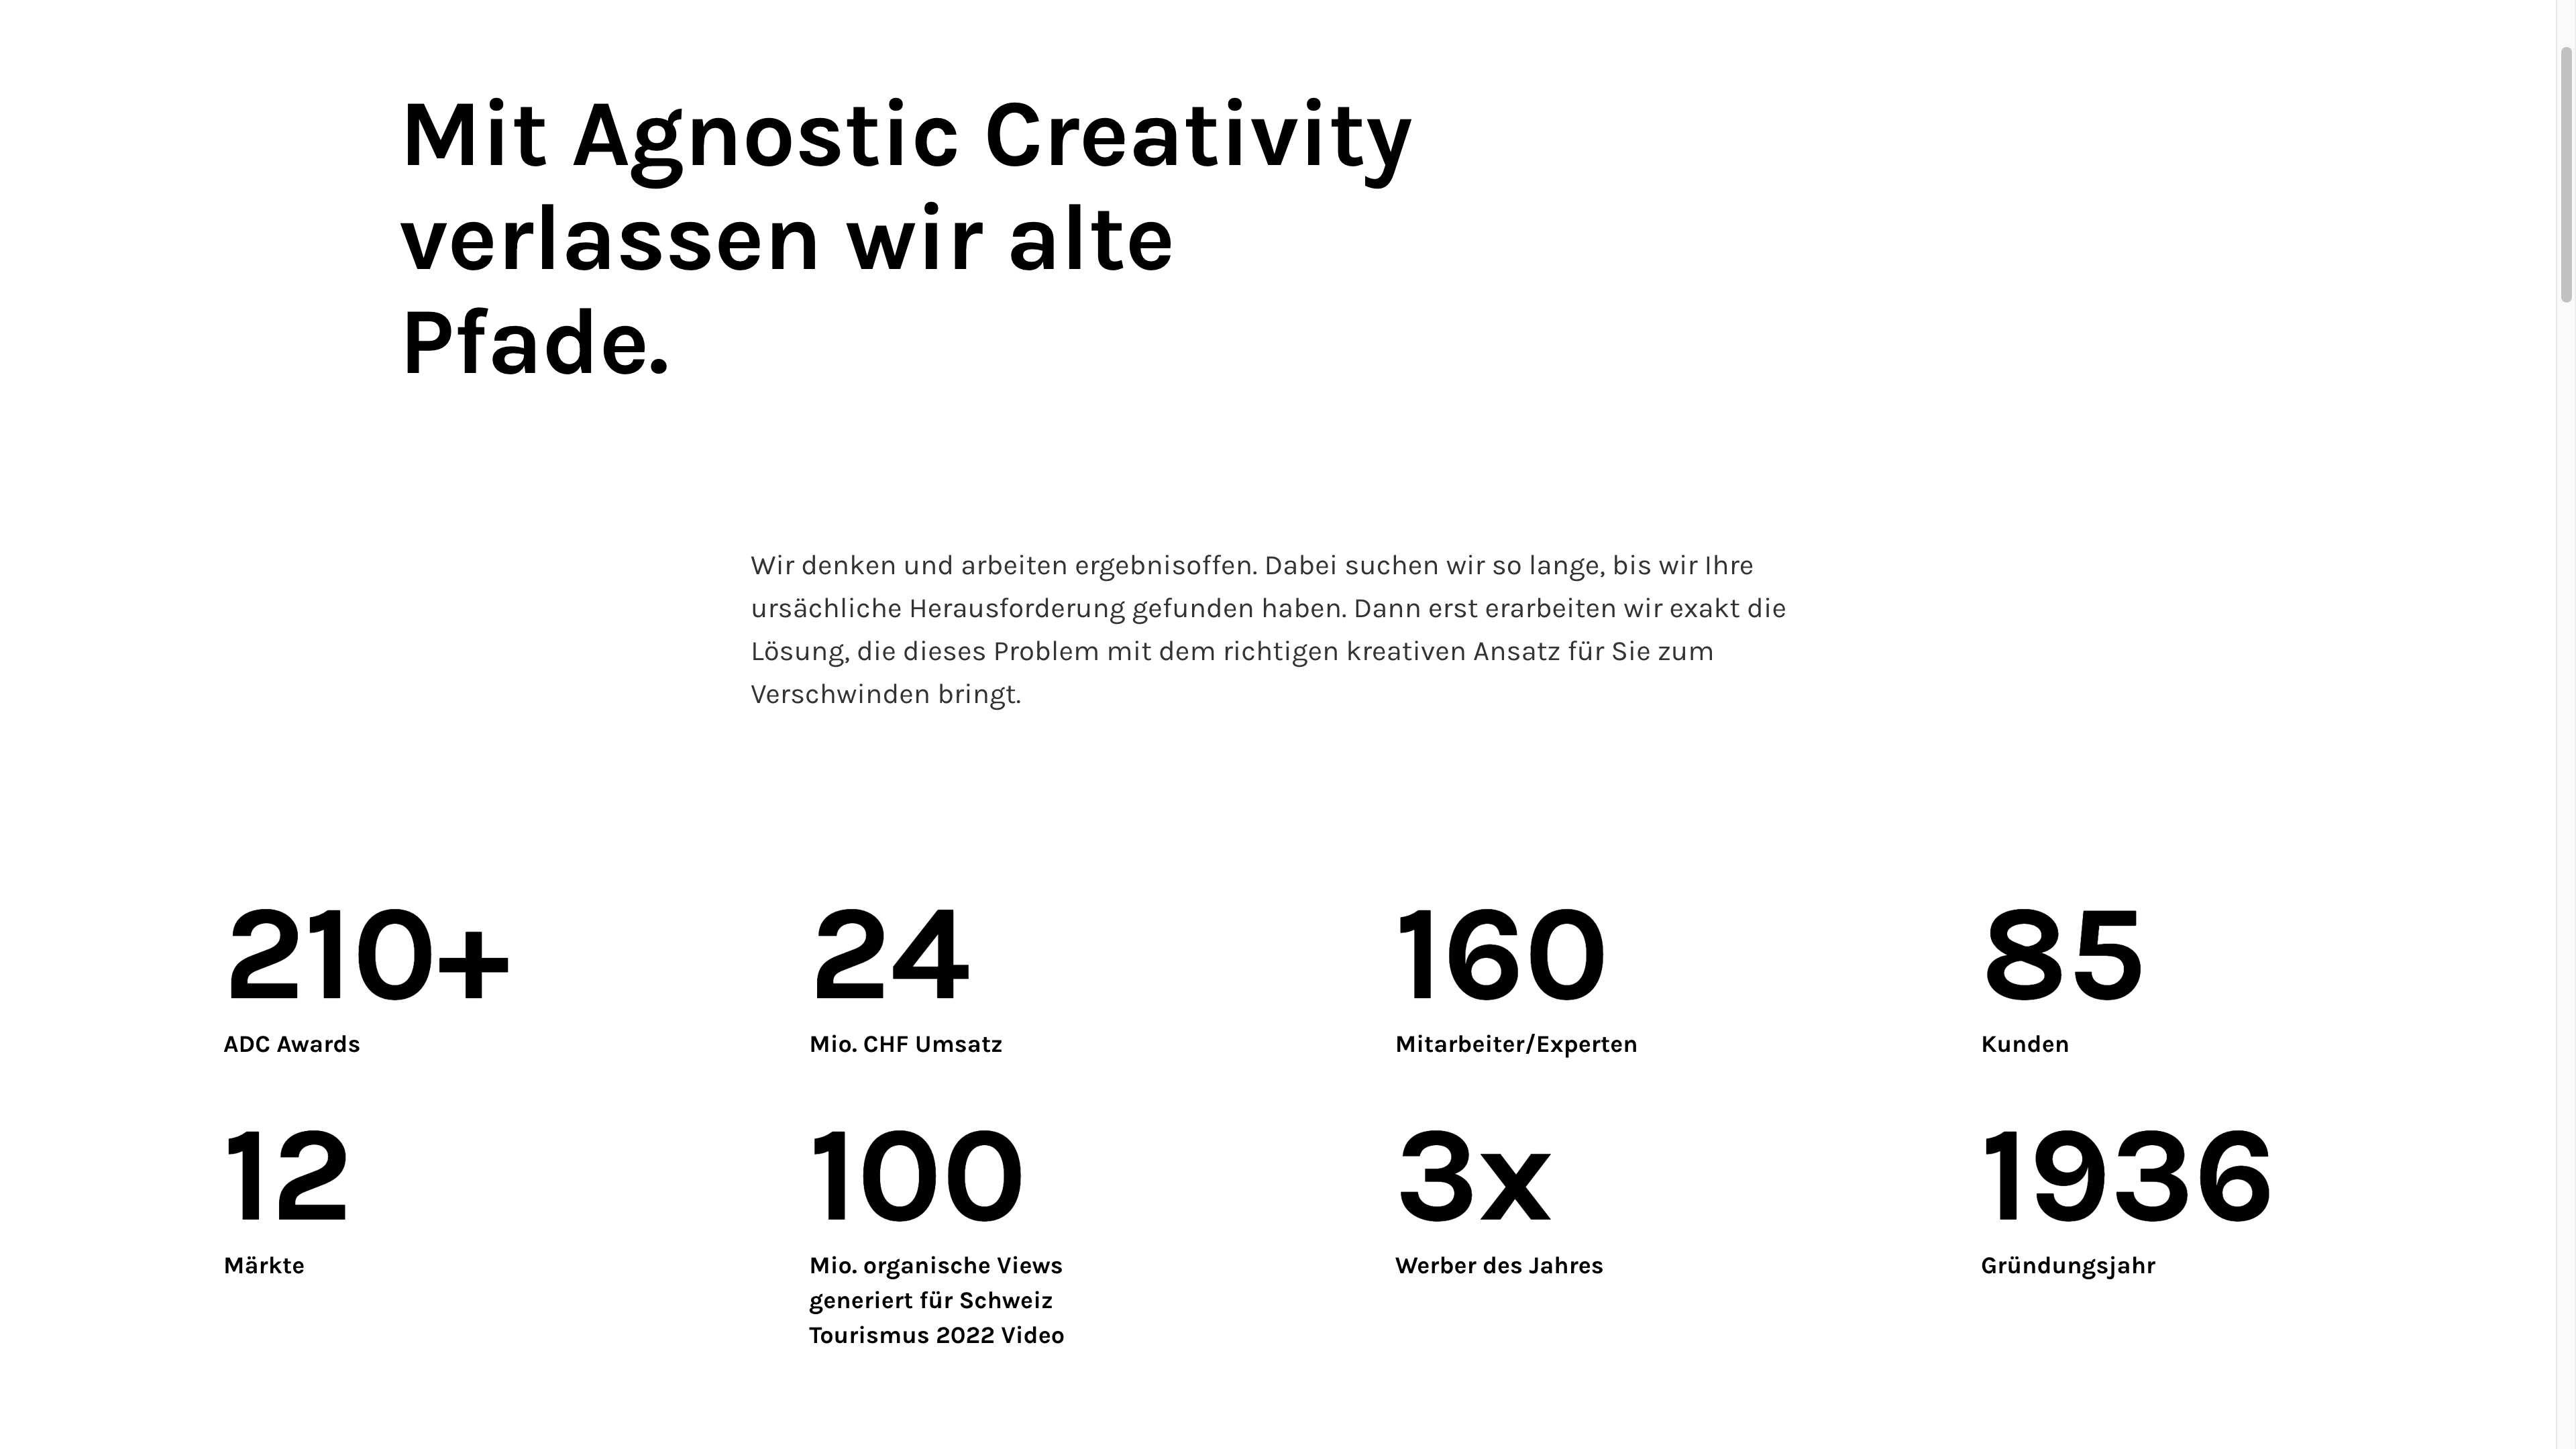 Mit Agnostic Creativity
verlassen wir alte
Pfade.
Wir denken und arbeiten ergebnisoffen. Dabei suchen wir so lange, bis wir Ihre
ursächliche Herausforderung gefunden haben. Dann erst erarbeiten wir exakt die
Lösung, die dieses Problem mit dem richtigen kreativen Ansatz für Sie zum
Verschwinden bringt.
210+
ADC Awards
24
Mio. CHF Umsatz
160
Mitarbeiter/Experten
85
Kunden
12
Märkte
100
Mio. organische Views
generiert für Schweiz
Tourismus 2022 Video
3x
Werber des Jahres
1936
Gründungsjahr